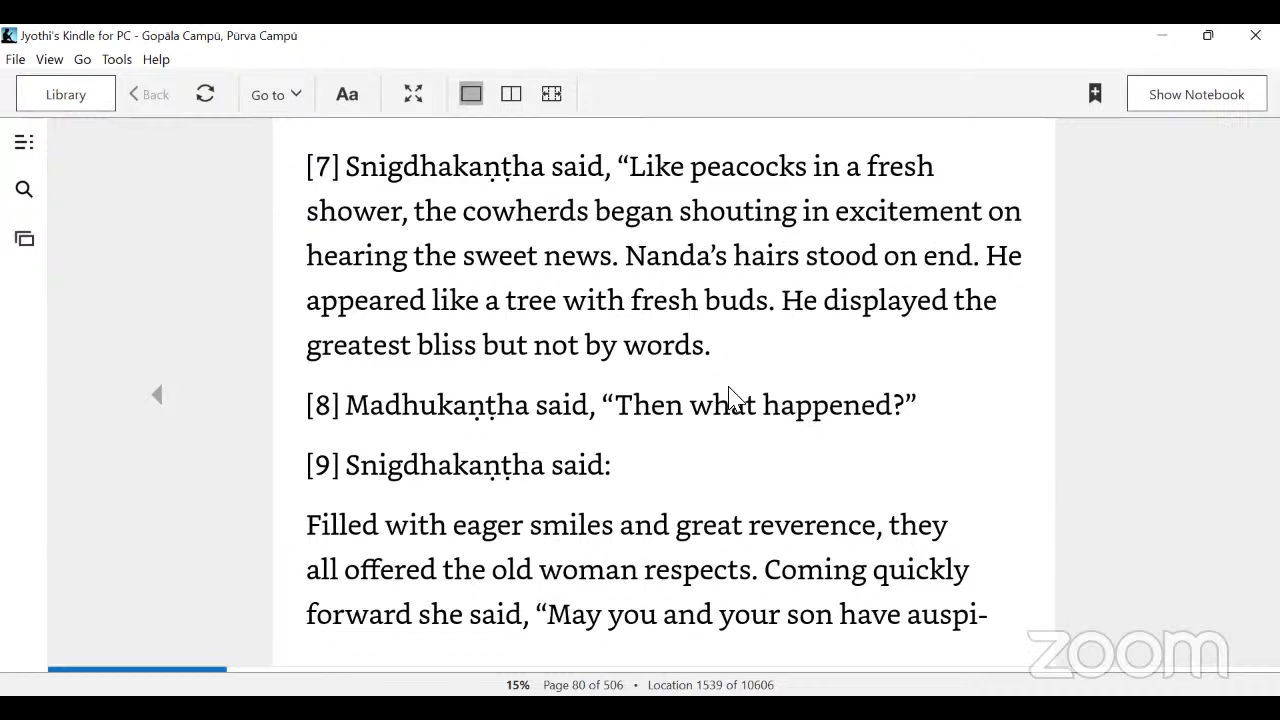 Jyothi's Kindle for PC - Gopāla Campū, Pūrva Campū
File View Go Tools Help
Library Back Go to Aa Show Notebook
[7] Snigdhakaṇṭha said, “Like peacocks in a fresh
shower, the cowherds began shouting in excitement on
hearing the sweet news. Nanda’s hairs stood on end. He
appeared like a tree with fresh buds. He displayed the
greatest bliss but not by words.
[8] Madhukaṇṭha said, “Then what happened?”
[9] Snigdhakaṇṭha said:
Filled with eager smiles and great reverence, they
all offered the old woman respects. Coming quickly
forward she said, “May you and your son have auspi-
zoom
15% Page 80 of 506 • Location 1539 of 10606